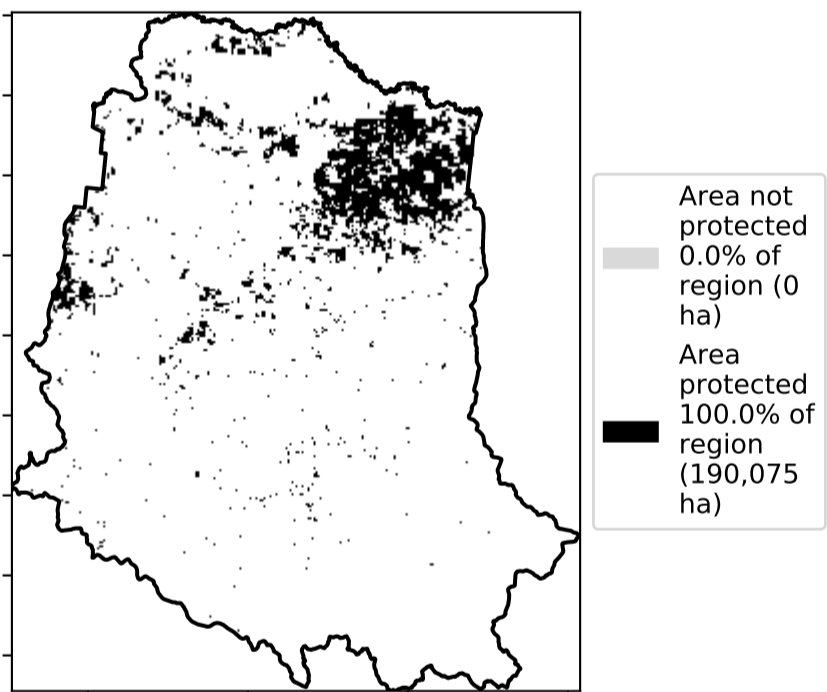 Area not
protected
0.0% of
region (0
ha)
Area
protected
100.0% of
region
(190,075
ha)